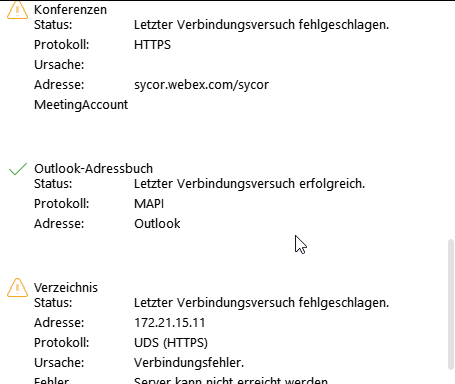 Konferenzen
Status: Letzter Verbindungsversuch fehlgeschlagen.
Protokoll: HTTPS
Ursache:
Adresse: sycor.webex.com/sycor
MeetingAccount
Outlook-Adressbuch
Status: Letzter Verbindungsversuch erfolgreich.
Protokoll: MAPI
Adresse: Outlook
Verzeichnis
Status: Letzter Verbindungsversuch fehlgeschlagen.
Adresse: 172.21.15.11
Protokoll: UDS (HTTPS)
Ursache: Verbindungsfehler.
Fehler Server kann nicht erreicht werden